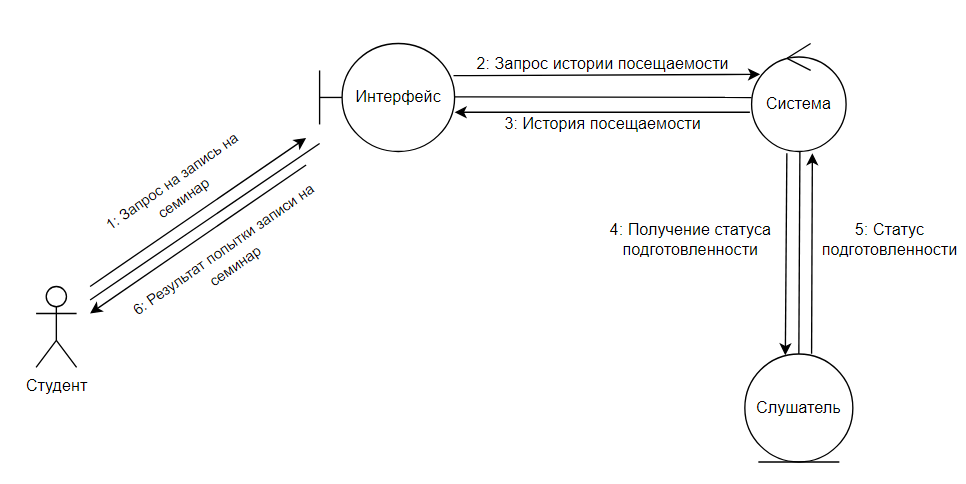 2: Запрос истории посещаемости
Интерфейс
Система
3: История посещаемости
1: Запрос на запись на
семинар
6: Результат попытки записи на
семинар
4: Получение статуса
подготовленности
5: Статус
подготовленности
Студент
Слушатель